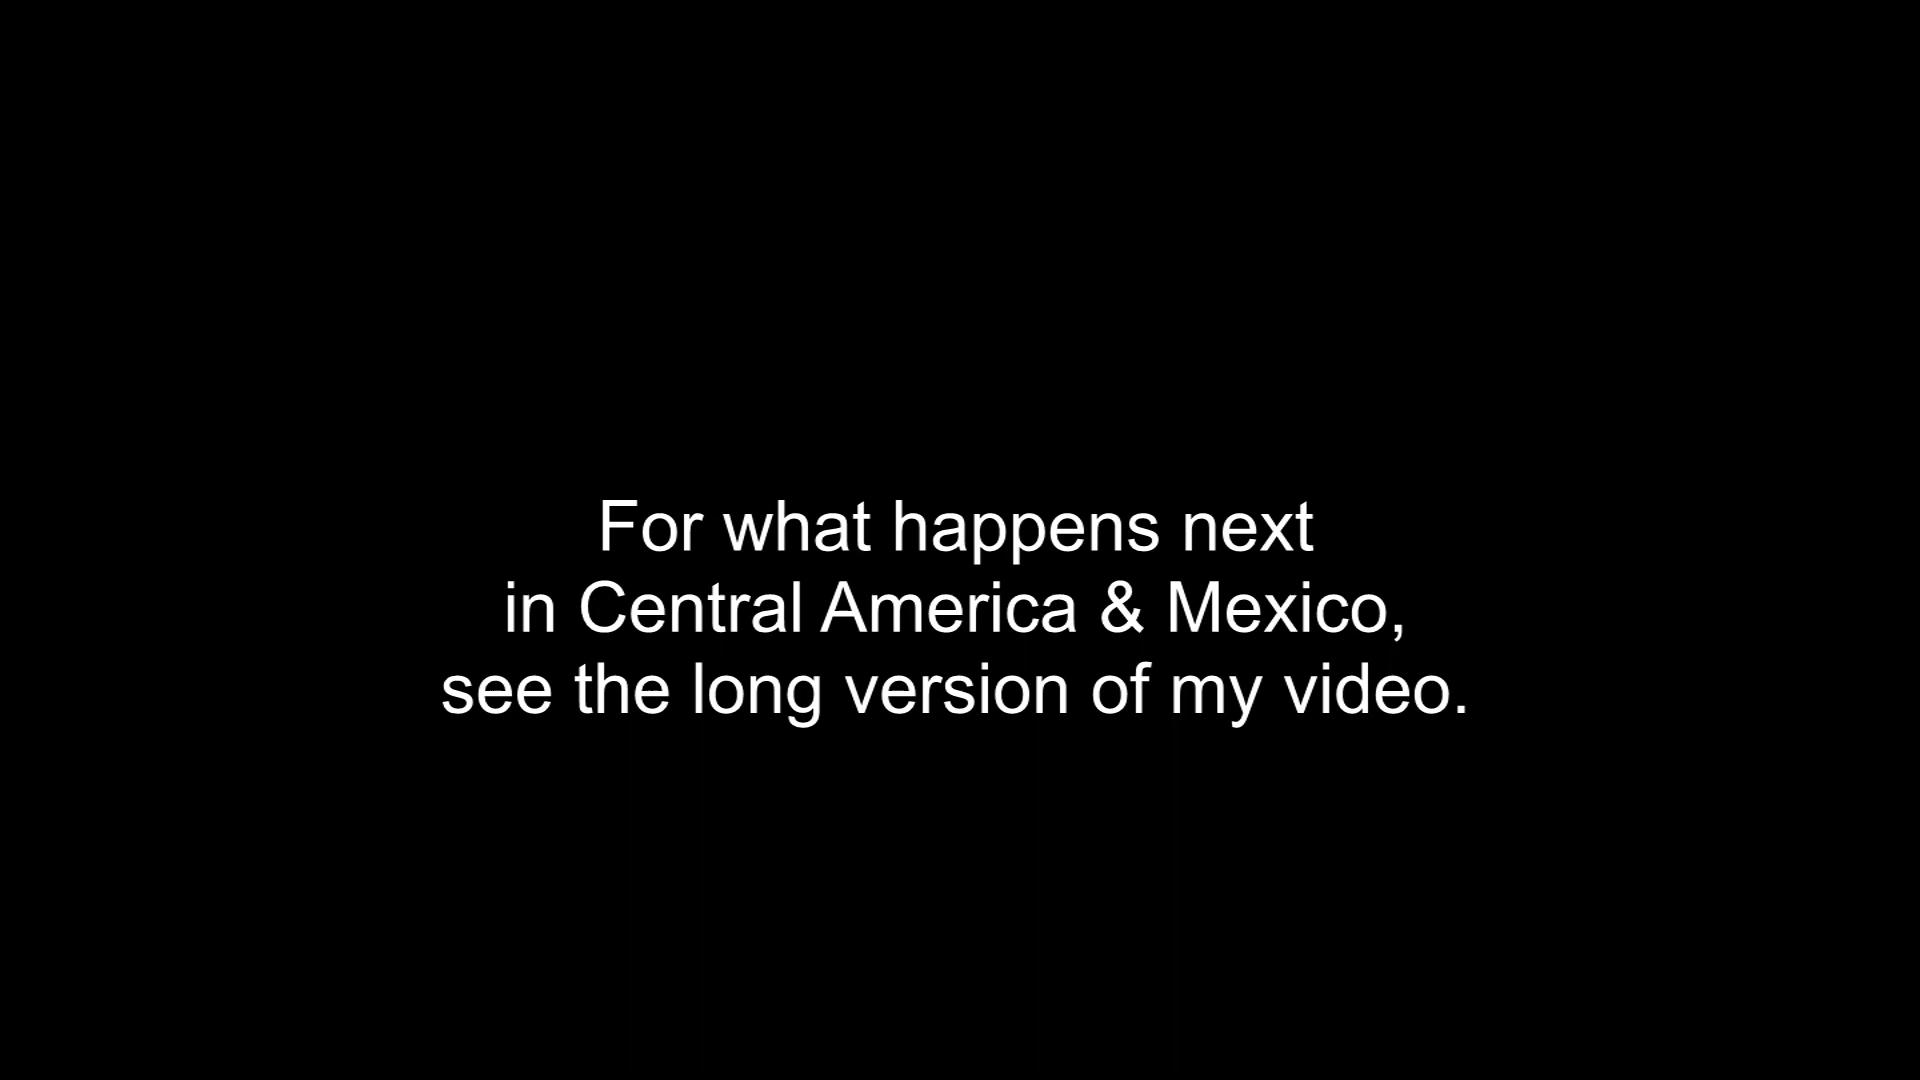 For what happens next
in Central America & Mexico,
see the long version of my video.